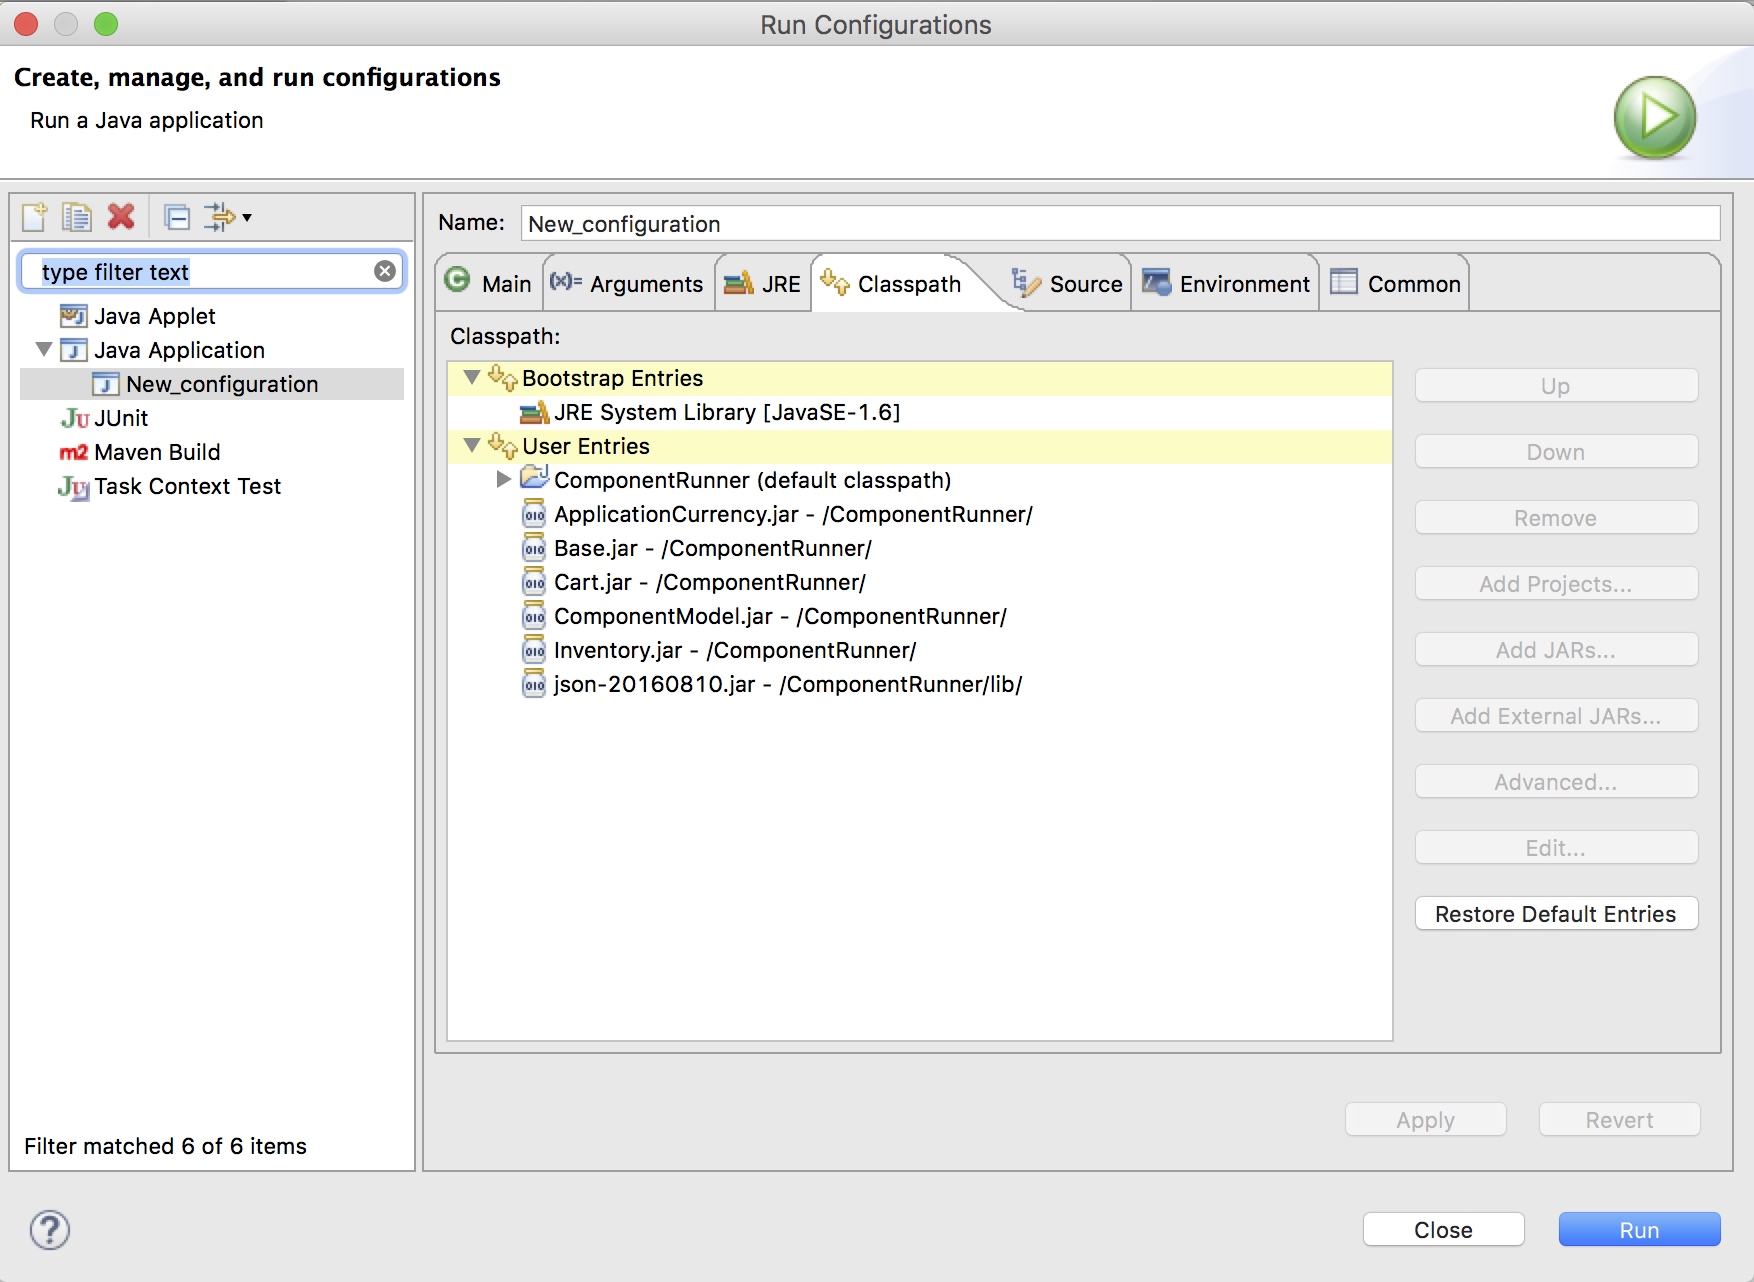 Run Configurations
Create, manage, and run configurations
Run a Java application
type filter text
Java Applet
Java Application
New_configuration
JUnit
Maven Build
Task Context Test
Filter matched 6 of 6 items
Name: New_configuration
Main Arguments JRE Classpath Source Environment Common
Classpath:
Bootstrap Entries
JRE System Library [JavaSE-1.6]
User Entries
ComponentRunner (default classpath)
ApplicationCurrency.jar - /ComponentRunner/
Base.jar - /ComponentRunner/
Cart.jar - /ComponentRunner/
ComponentModel.jar - /ComponentRunner/
Inventory.jar - /ComponentRunner/
json-20160810.jar - /ComponentRunner/lib/
Up
Down
Remove
Add Projects...
Add JARs...
Add External JARs...
Advanced...
Edit...
Restore Default Entries
Apply Revert
Close Run